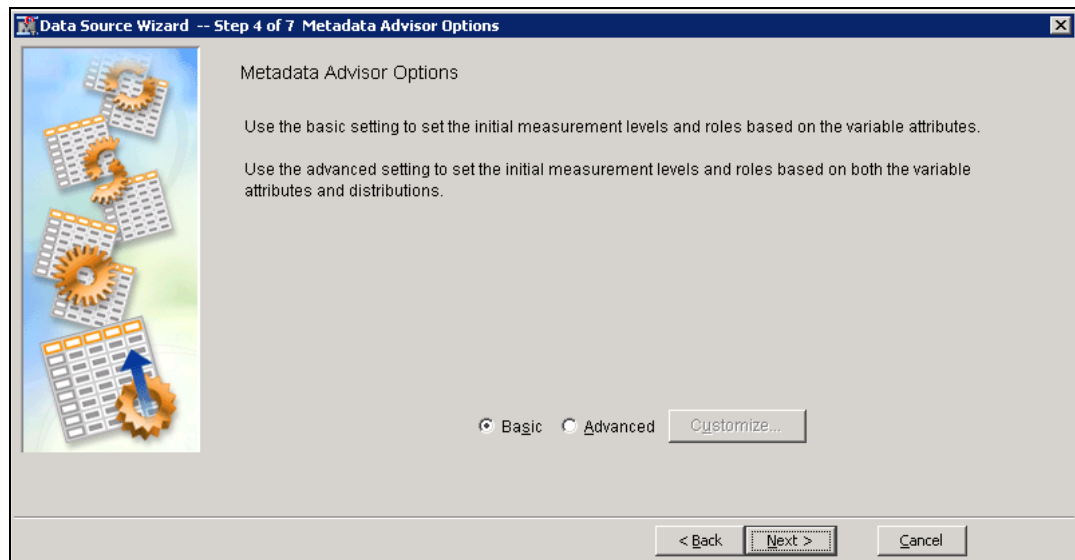 Data Source Wizard -- Step 4 of 7 Metadata Advisor Options
Metadata Advisor Options
Use the basic setting to set the initial measurement levels and roles based on the variable attributes.
Use the advanced setting to set the initial measurement levels and roles based on both the variable
attributes and distributions.
Basic Advanced Customize...
< Back Next > Cancel